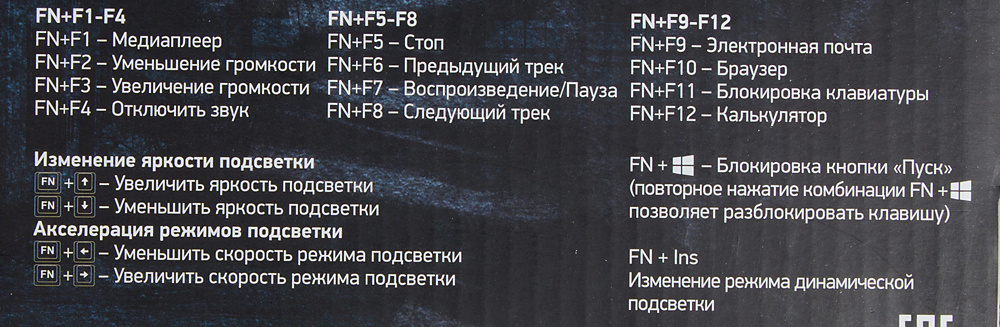 FN+F1-F4
FN+F1 – Медиаплеер
FN+F2 – Уменьшение громкости
FN+F3 – Увеличение громкости
FN+F4 – Отключить звук
FN+F5-F8
FN+F5 – Стоп
FN+F6 – Предыдущий трек
FN+F7 – Воспроизведение/Пауза
FN+F8 – Следующий трек
FN+F9-F12
FN+F9 – Электронная почта
FN+F10 – Браузер
FN+F11 – Блокировка клавиатуры
FN+F12 – Калькулятор
Изменение яркости подсветки
FN + ↑ – Увеличить яркость подсветки
FN + ↓ – Уменьшить яркость подсветки
Акселерация режимов подсветки
FN + ← – Уменьшить скорость режима подсветки
FN + → – Увеличить скорость режима подсветки
FN + – Блокировка кнопки «Пуск»
(повторное нажатие комбинации FN +
позволяет разблокировать клавишу)
FN + Ins
Изменение режима динамической
подсветки